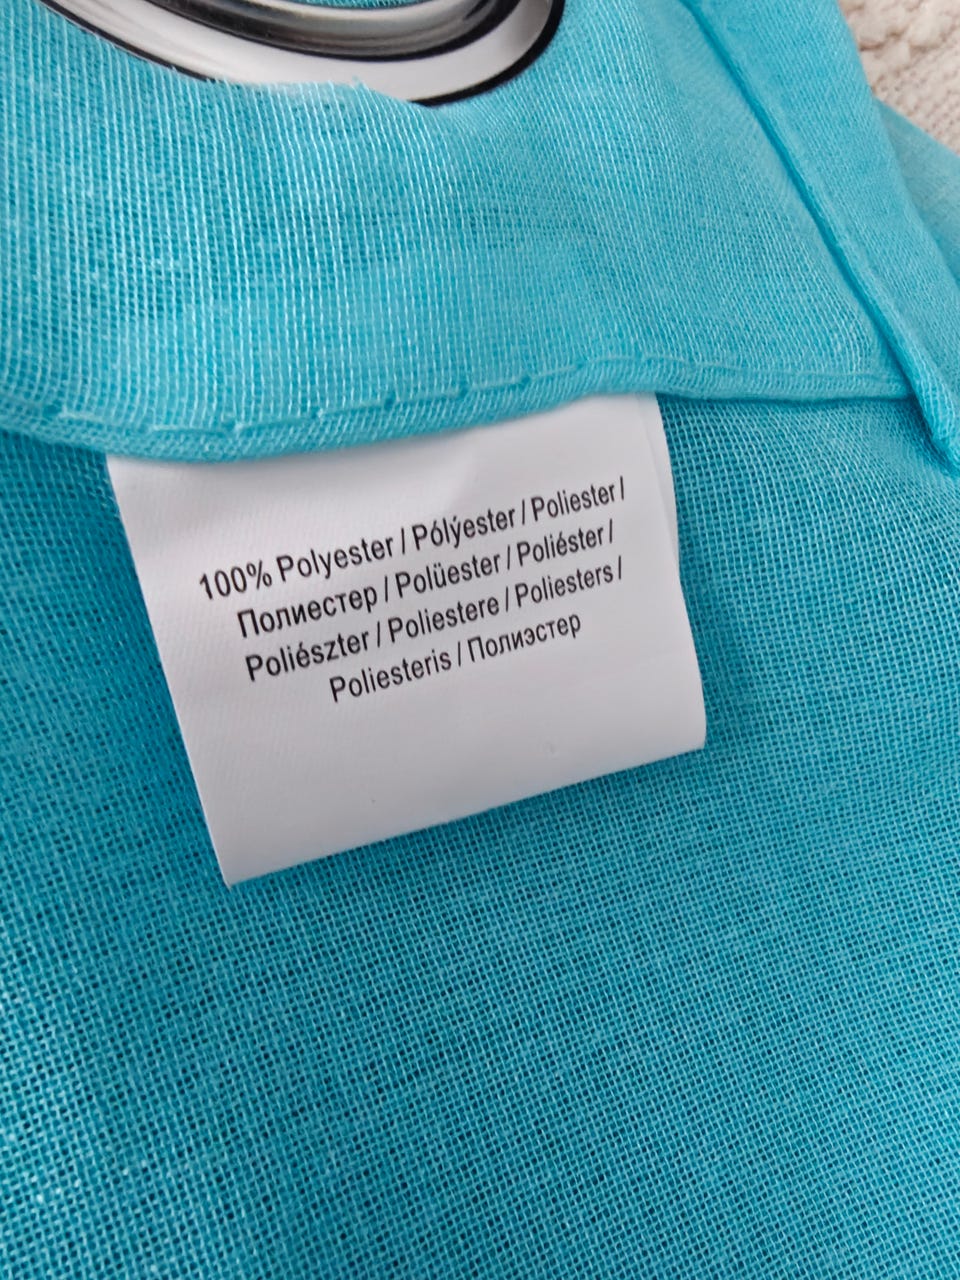 100% Polyester / Pólýester / Poliester /
Полиестер / Polüester / Poliéster /
Poliészter / Poliestere / Poliesters /
Poliesteris / Полиэстер